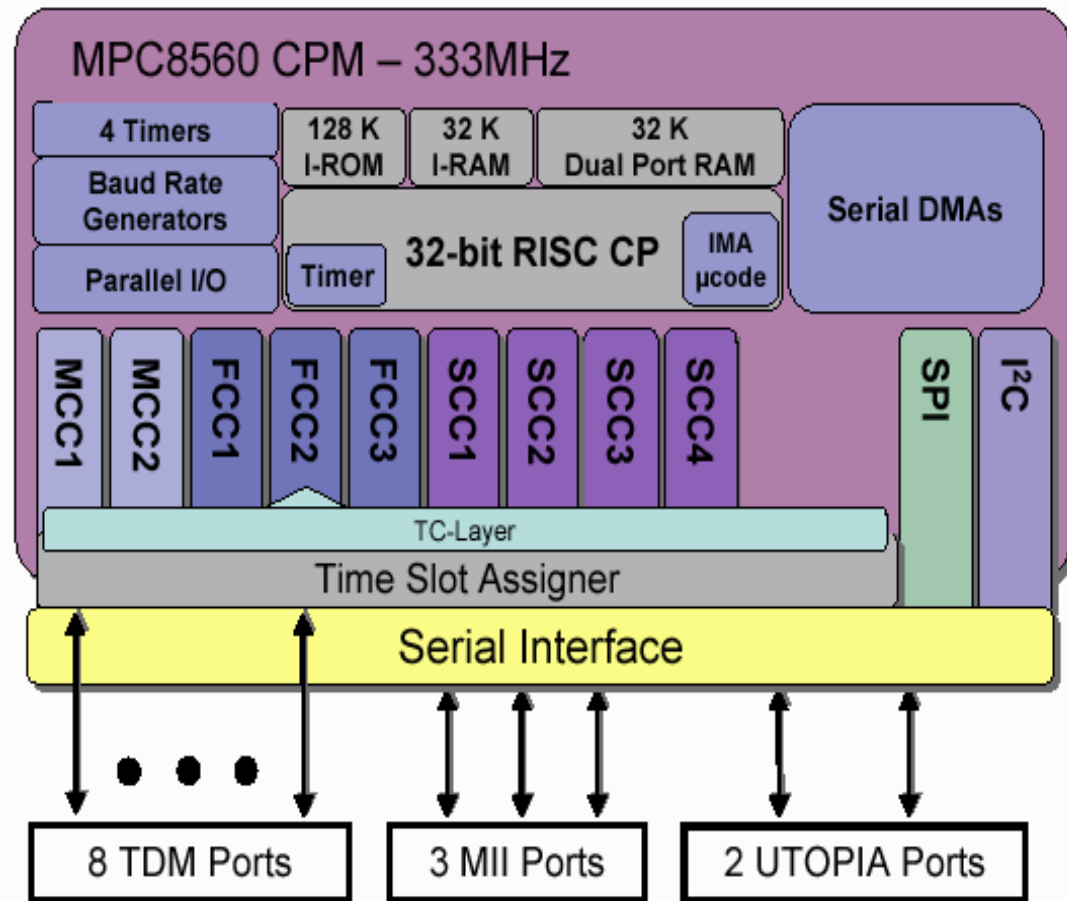 MPC8560 CPM – 333MHz
4 Timers
Baud Rate
Generators
Parallel I/O
128 K
I-ROM
32 K
I-RAM
32 K
Dual Port RAM
32-bit RISC CP
Timer
IMA
µcode
Serial DMAs
MCC1
MCC2
FCC1
FCC2
FCC3
SCC1
SCC2
SCC3
SCC4
SPI
I²C
TC-Layer
Time Slot Assigner
Serial Interface
8 TDM Ports
3 MII Ports
2 UTOPIA Ports